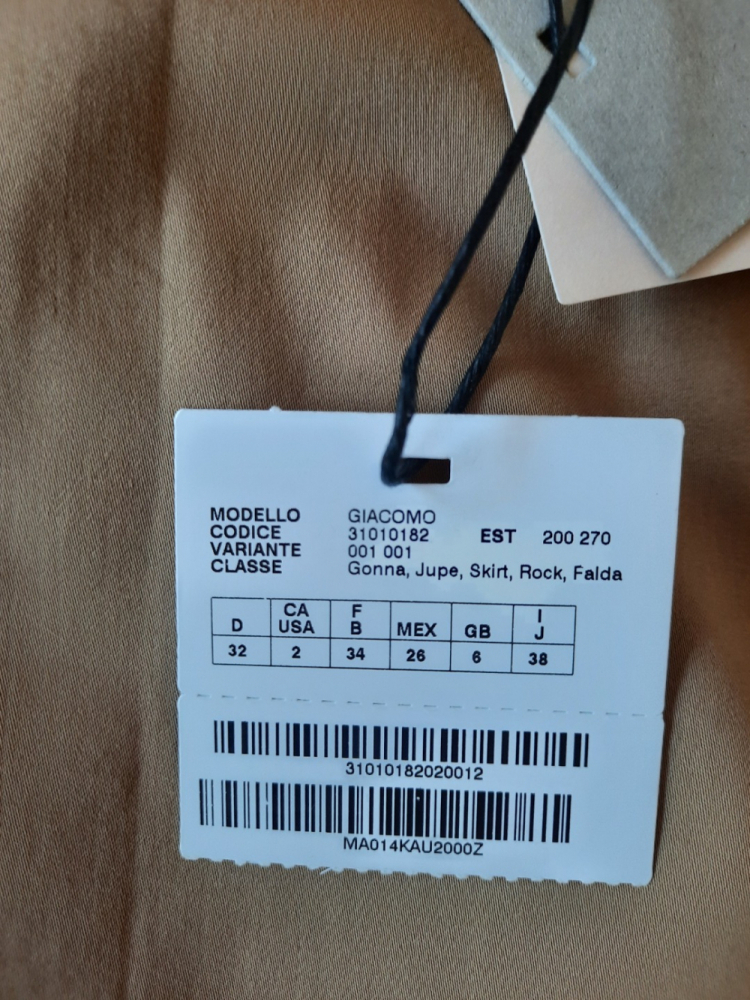 MODELLO GIACOMO
CODICE 31010182 EST 200 270
VARIANTE 001 001
CLASSE Gonna, Jupe, Skirt, Rock, Falda
D CA USA F B MEX GB I J
32 2 34 26 6 38
31010182020012
MA014KAU2000Z